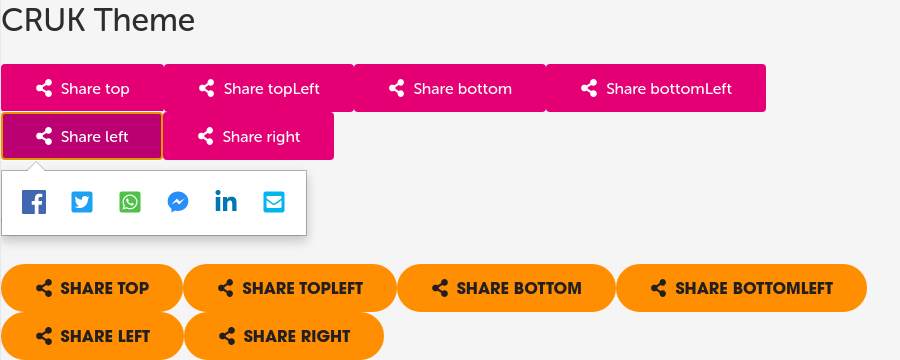 CRUK Theme
Share top Share topLeft Share bottom Share bottomLeft
Share left Share right
SHARE TOP SHARE TOPLEFT SHARE BOTTOM SHARE BOTTOMLEFT
SHARE LEFT SHARE RIGHT